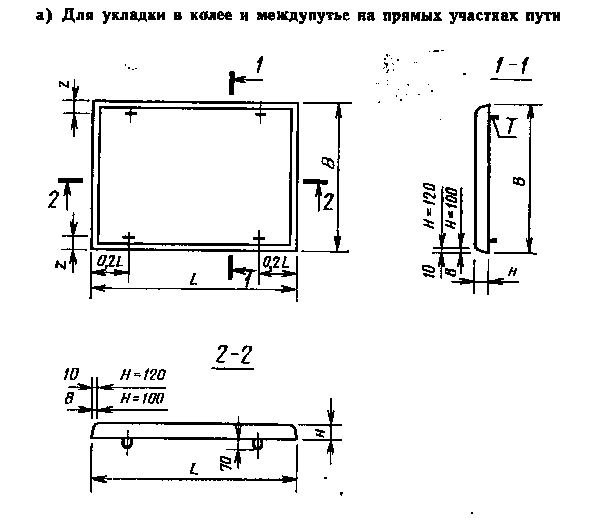 а) Для укладки в колее и междупутье на прямых участках пути
1
1-1
z
T
B
B
2
2
H=120
H=100
z
0,2L
1
0,2L
10
8
H
L
2-2
10
H=120
8
H=100
H
70
L